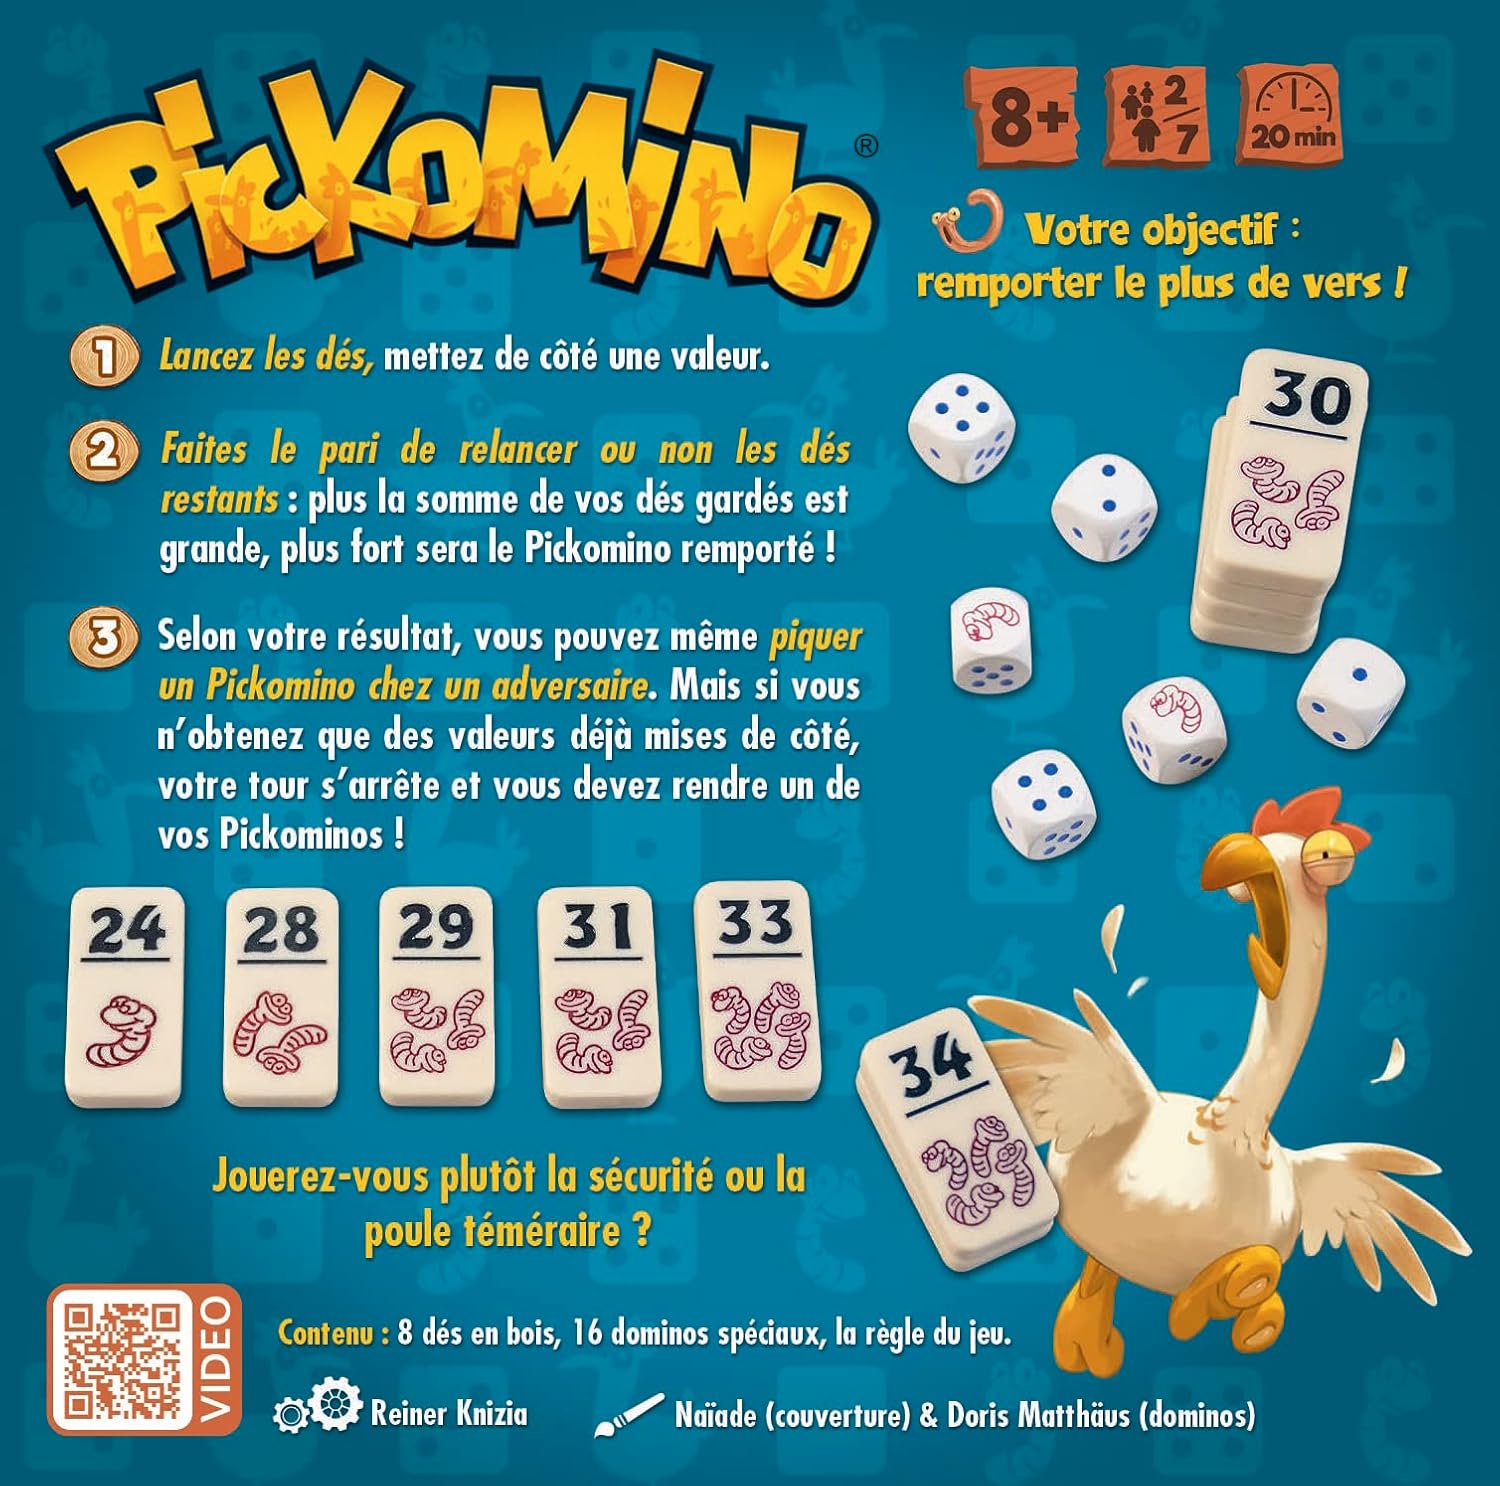 PICKOMINO®
8+
2/7
20 min
Votre objectif :
remporter le plus de vers !
1 Lancez les dés, mettez de côté une valeur.
2 Faites le pari de relancer ou non les dés
restants : plus la somme de vos dés gardés est
grande, plus fort sera le Pickomino remporté !
3 Selon votre résultat, vous pouvez même piquer
un Pickomino chez un adversaire. Mais si vous
n'obtenez que des valeurs déjà mises de côté,
votre tour s'arrête et vous devez rendre un de
vos Pickominos !
30
24
28
29
31
33
34
Jouerez-vous plutôt la sécurité ou la
poule téméraire ?
VIDEO
Contenu : 8 dés en bois, 16 dominos spéciaux, la règle du jeu.
Reiner Knizia
Naïade (couverture) & Doris Matthäus (dominos)